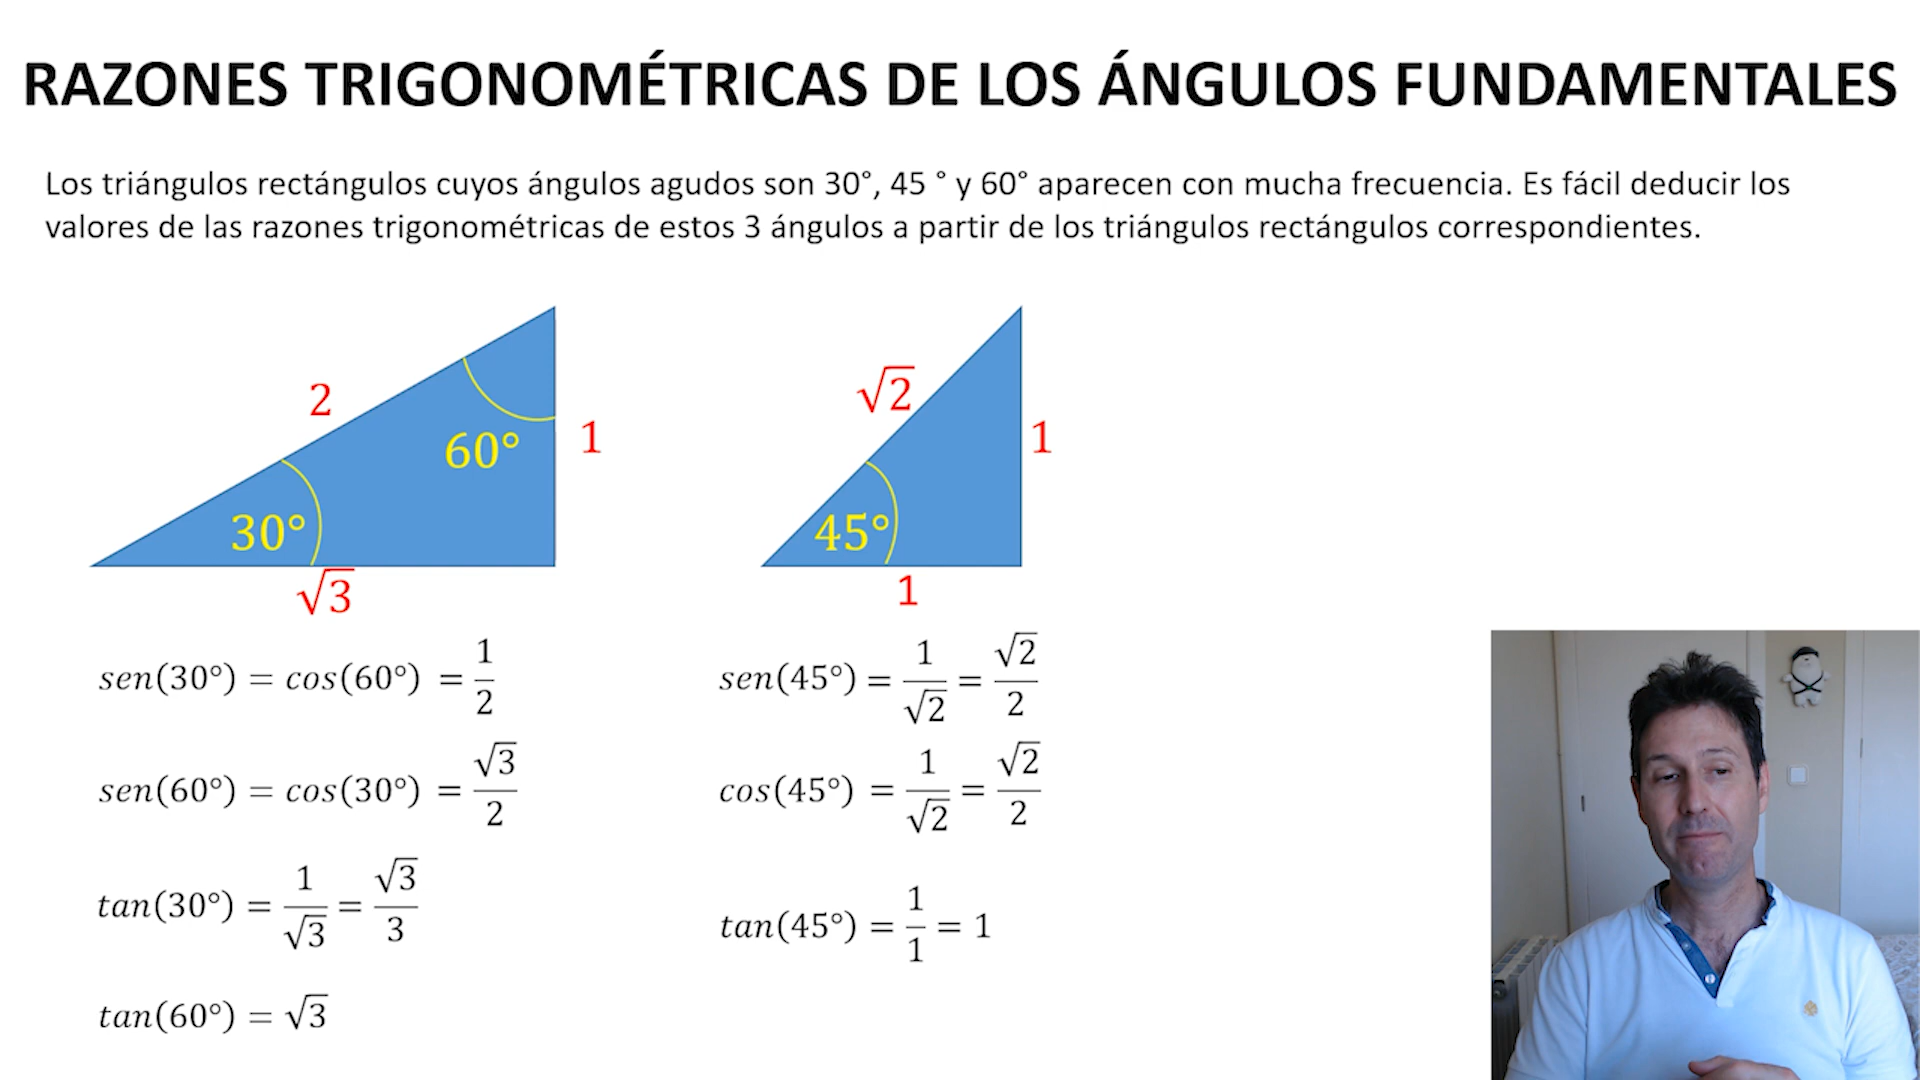 RAZONES TRIGONOMÉTRICAS DE LOS ÁNGULOS FUNDAMENTALES
Los triángulos rectángulos cuyos ángulos agudos son 30°, 45 ° y 60° aparecen con mucha frecuencia. Es fácil deducir los
valores de las razones trigonométricas de estos 3 ángulos a partir de los triángulos rectángulos correspondientes.
2
60°
1
30°
√3
√2
1
45°
1
sen(30°) = cos(60°) = 1/2
sen(60°) = cos(30°) = √3/2
tan(30°) = 1/√3 = √3/3
tan(60°) = √3
sen(45°) = 1/√2 = √2/2
cos(45°) = 1/√2 = √2/2
tan(45°) = 1/1 = 1